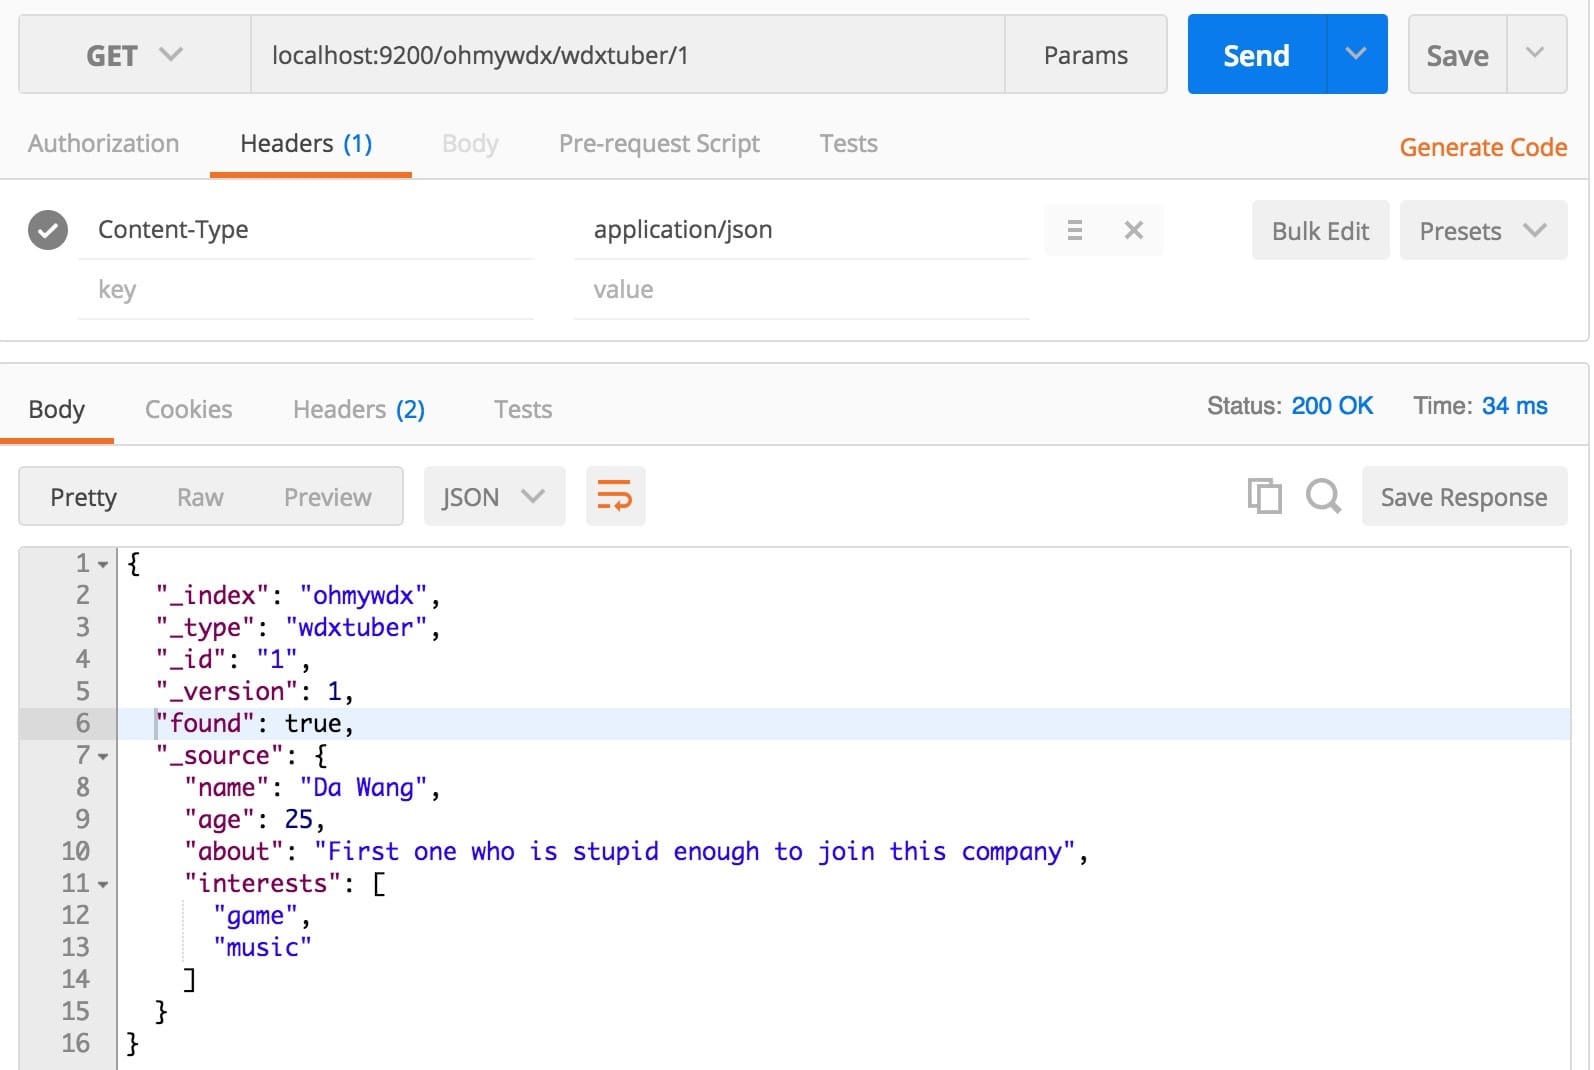 GET localhost:9200/ohmywdx/wdxtuber/1 Params Send Save
Authorization Headers (1) Body Pre-request Script Tests Generate Code
Content-Type application/json Bulk Edit Presets
key value
Body Cookies Headers (2) Tests Status: 200 OK Time: 34 ms
Pretty Raw Preview JSON Save Response
1 {
2 "_index": "ohmywdx",
3 "_type": "wdxtuber",
4 "_id": "1",
5 "_version": 1,
6 "found": true,
7 "_source": {
8 "name": "Da Wang",
9 "age": 25,
10 "about": "First one who is stupid enough to join this company",
11 "interests": [
12 "game",
13 "music"
14 ]
15 }
16 }